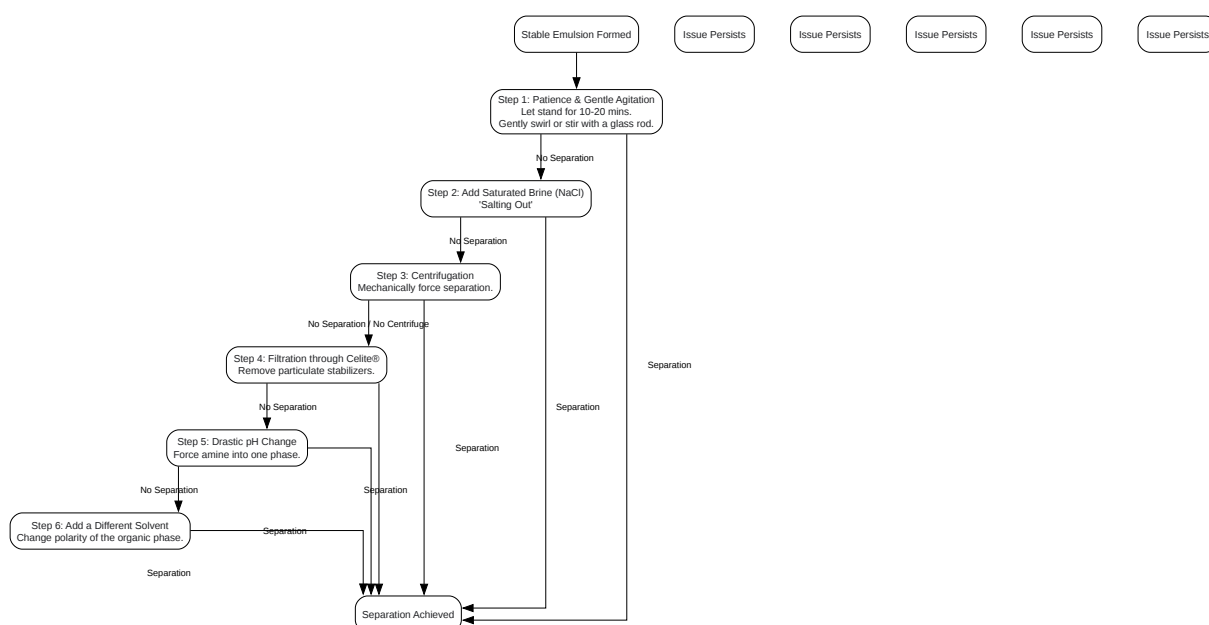 Stable Emulsion Formed
Issue Persists
Issue Persists
Issue Persists
Issue Persists
Issue Persists
Step 1: Patience & Gentle Agitation
Let stand for 10-20 mins.
Gently swirl or stir with a glass rod.
No Separation
Step 2: Add Saturated Brine (NaCl)
'Salting Out'
No Separation
Step 3: Centrifugation
Mechanically force separation.
No Separation / No Centrifuge
Step 4: Filtration through Celite®
Remove particulate stabilizers.
Separation
No Separation
Separation
Step 5: Drastic pH Change
Force amine into one phase.
Separation
No Separation
Separation
Step 6: Add a Different Solvent
Change polarity of the organic phase.
Separation
Separation
Separation Achieved